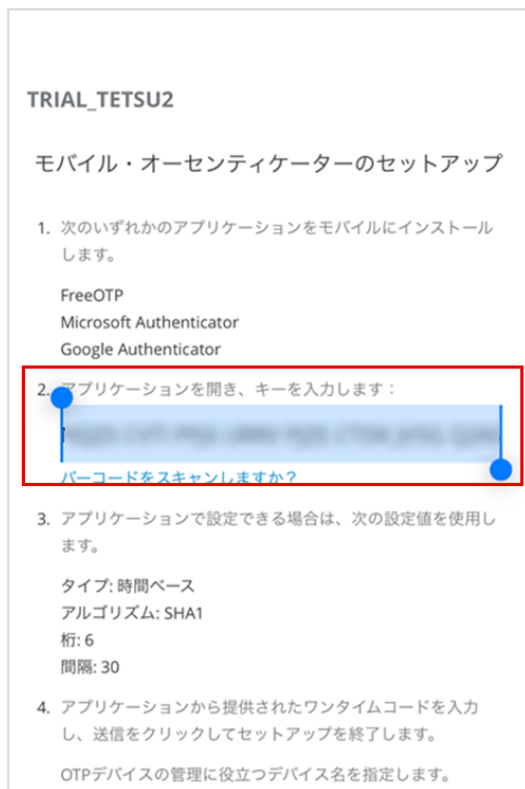 TRIAL_TETSU2
モバイル・オーセンティケーターのセットアップ
1. 次のいずれかのアプリケーションをモバイルにインストール
します。
FreeOTP
Microsoft Authenticator
Google Authenticator
2. アプリケーションを開き、キーを入力します：
バーコードをスキャンしますか？
3. アプリケーションで設定できる場合は、次の設定値を使用し
ます。
タイプ: 時間ベース
アルゴリズム: SHA1
桁: 6
間隔: 30
4. アプリケーションから提供されたワンタイムコードを入力
し、送信をクリックしてセットアップを終了します。
OTPデバイスの管理に役立つデバイス名を指定します。